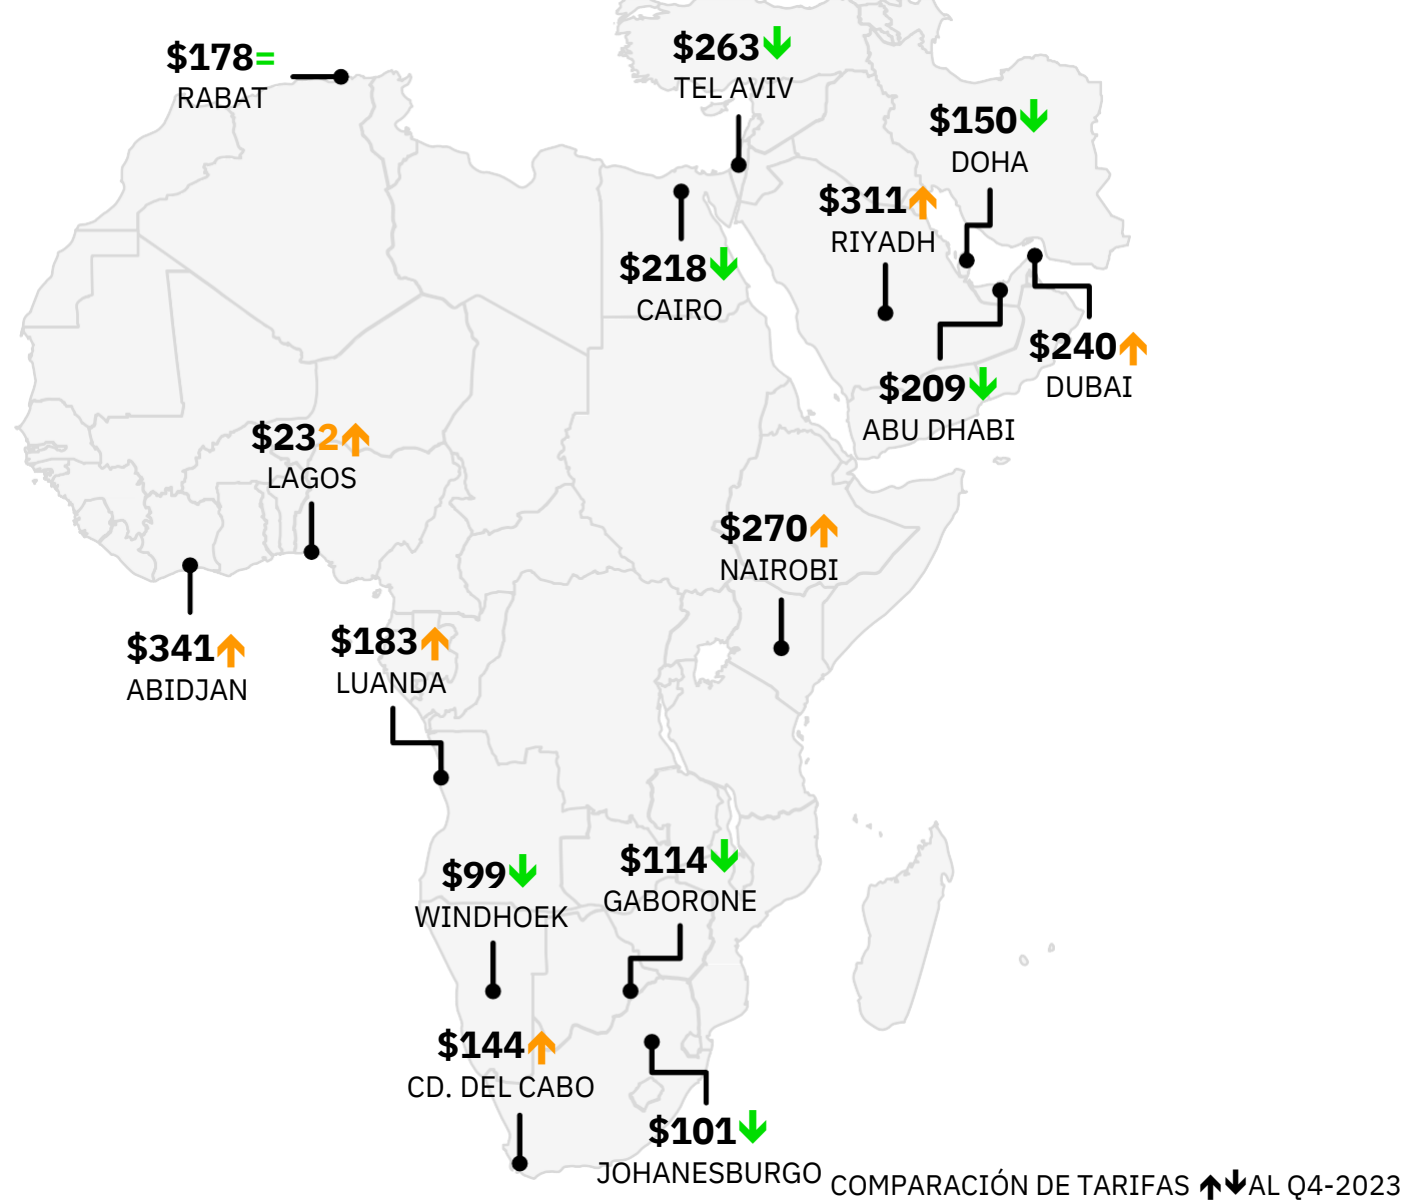 $178=
RABAT
$263↓
TEL AVIV
$150↓
DOHA
$311↑
RIYADH
$218↓
CAIRO
$240↑
DUBAI
$209↓
ABU DHABI
$232↑
LAGOS
$270↑
NAIROBI
$341↑
ABIDJAN
$183↑
LUANDA
$99↓
WINDHOEK
$114↓
GABORONE
$144↑
CD. DEL CABO
$101↓
JOHANESBURGO
COMPARACIÓN DE TARIFAS ↑↓AL Q4-2023